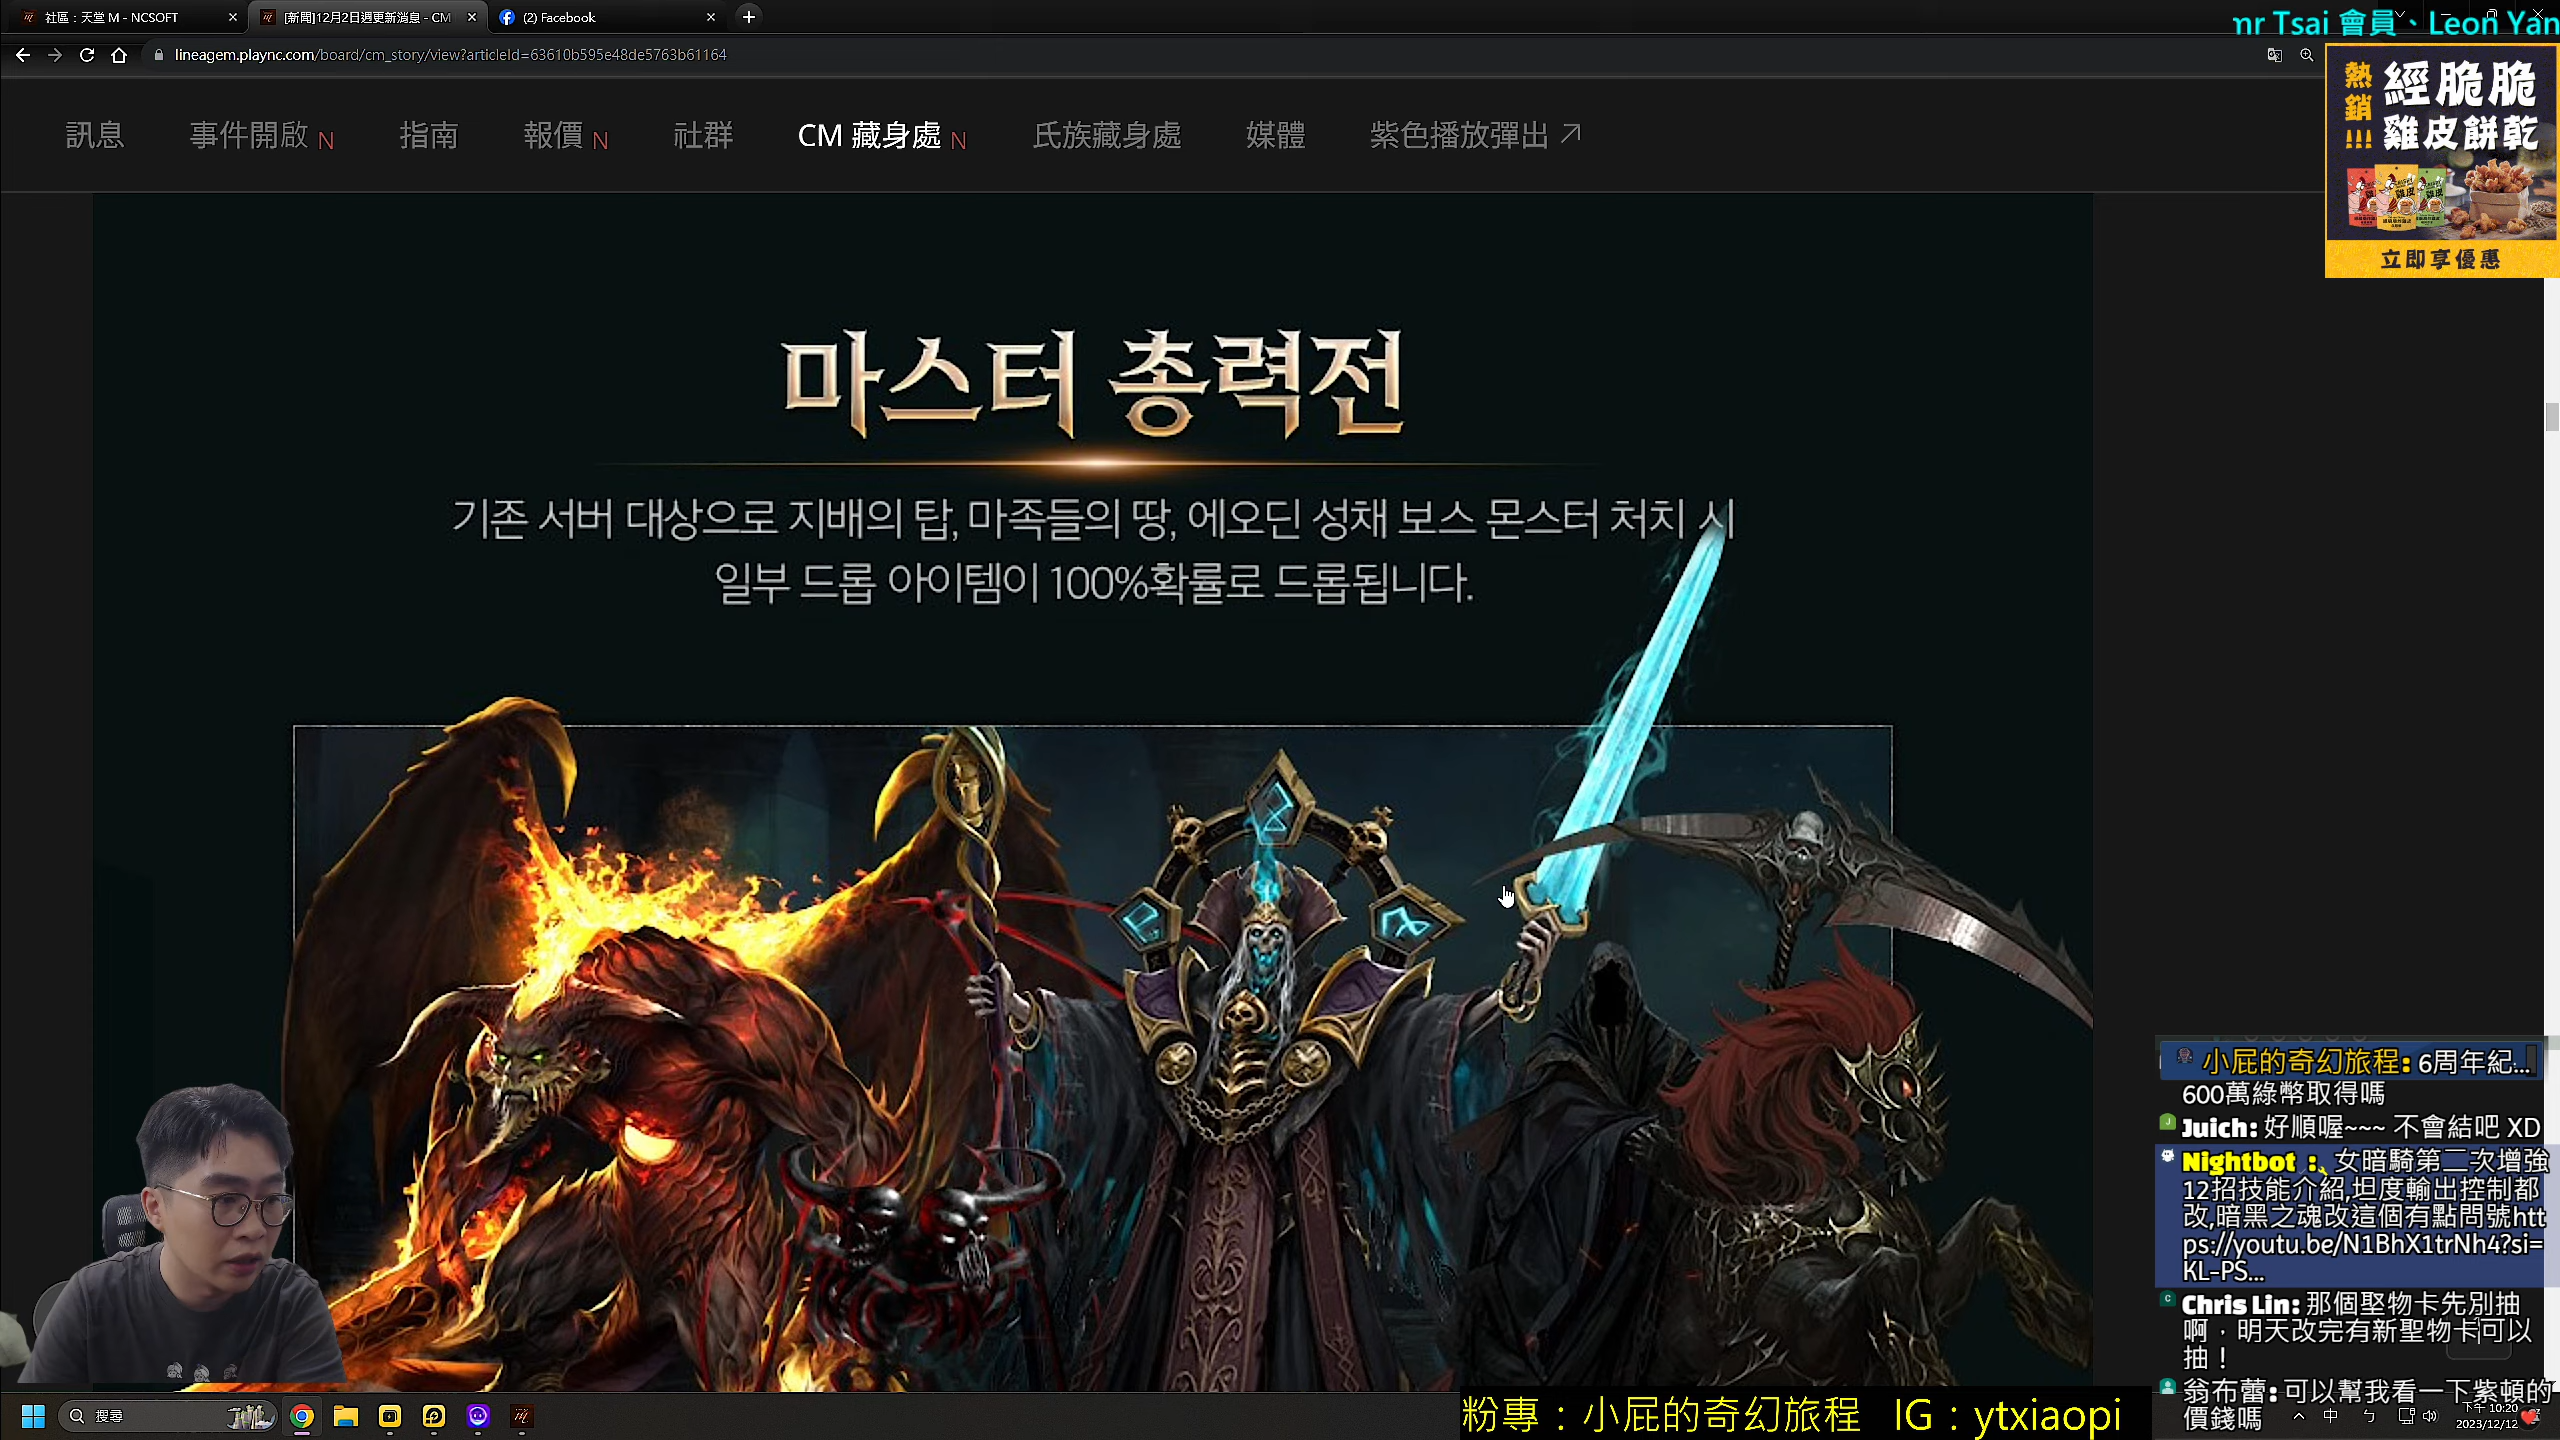 社區：天堂 M - NCSOFT
[新聞]12月2日週更新消息 - CM
(2) Facebook
mr Tsai 會員、Leon Yan
lineagem.plaync.com/board/cm_story/view?articleId=63610b595e48de5763b61164
訊息
事件開啟 N
指南
報價 N
社群
CM 藏身處 N
氏族藏身處
媒體
紫色播放彈出
熱銷!!!
經脆脆
雞皮餅乾
立即享優惠
마스터 총력전
기존 서버 대상으로 지배의 탑, 마족들의 땅, 에오딘 성채 보스 몬스터 처치 시
일부 드롭 아이템이 100%확률로 드롭됩니다.
小屁的奇幻旅程: 6周年紀...
600萬綠幣取得嗎
Juich: 好順喔~~~ 不會結吧 XD
Nightbot :、女暗騎第二次增強
12招技能介紹,坦度輸出控制都
改,暗黑之魂改這個有點問號htt
ps://youtu.be/N1BhX1trNh4?si=
KL-PS...
Chris Lin: 那個堅物卡先別抽
啊，明天改完有新聖物卡可以
抽！
翁布蕾: 可以幫我看一下紫頓的
價錢嗎
搜尋
粉專：小屁的奇幻旅程 IG：ytxiaopi
中
ㄅ
下午 10:20
2023/12/12